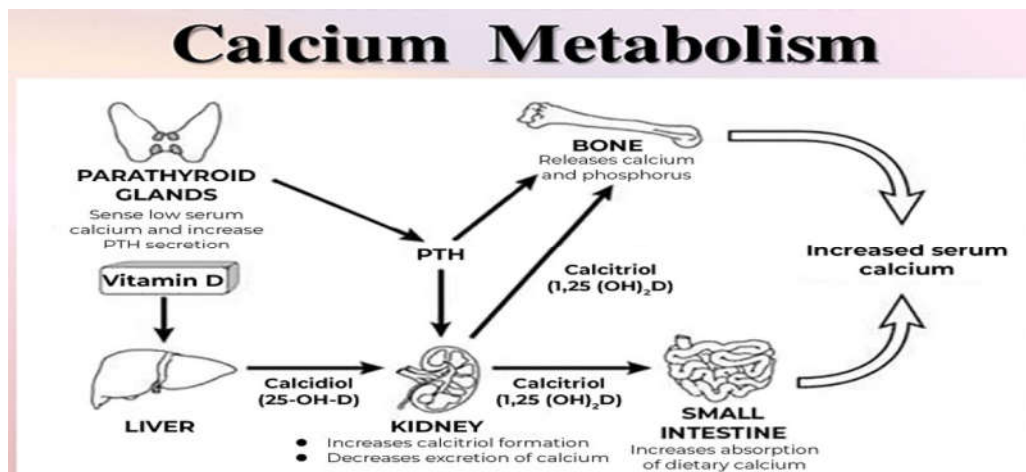 Calcium Metabolism
PARATHYROID
GLANDS
Sense low serum
calcium and increase
PTH secretion
BONE
Releases calcium
and phosphorus
PTH
Calcitriol
(1,25 (OH)₂D)
Increased serum
calcium
Vitamin D
LIVER
Calcidiol
(25-OH-D)
KIDNEY
● Increases calcitriol formation
● Decreases excretion of calcium
Calcitriol
(1,25 (OH)₂D)
SMALL
INTESTINE
Increases absorption
of dietary calcium